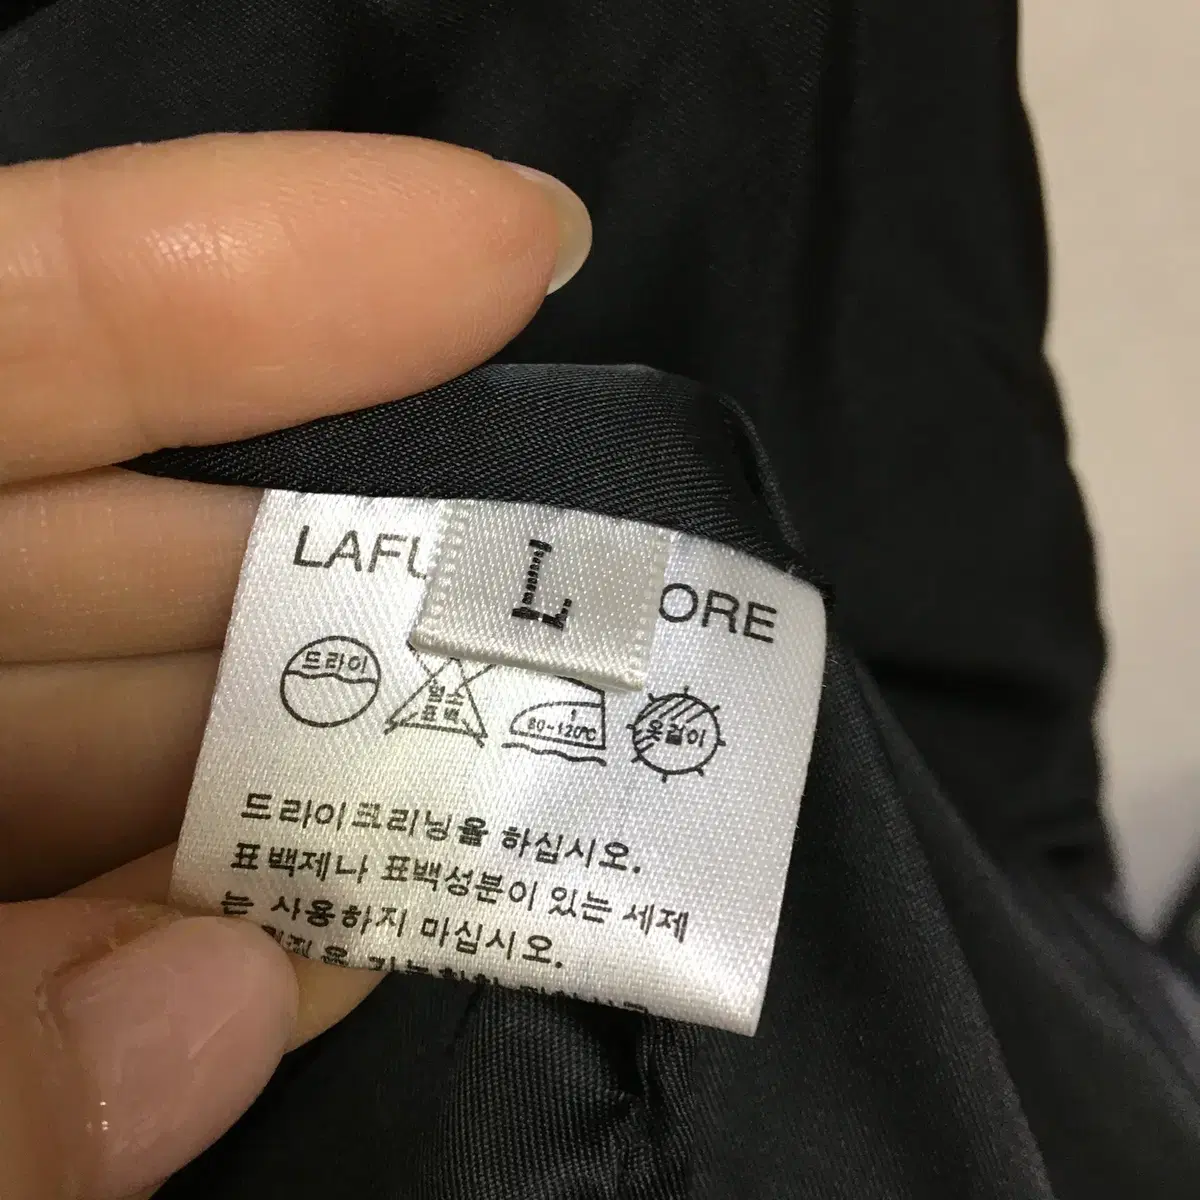 LAFU ORE
L
드라이
염소
표백
80~120℃
옷걸이
드라이크리닝을 하십시오.
표백제나 표백성분이 있는 세제
는 사용하지 마십시오.